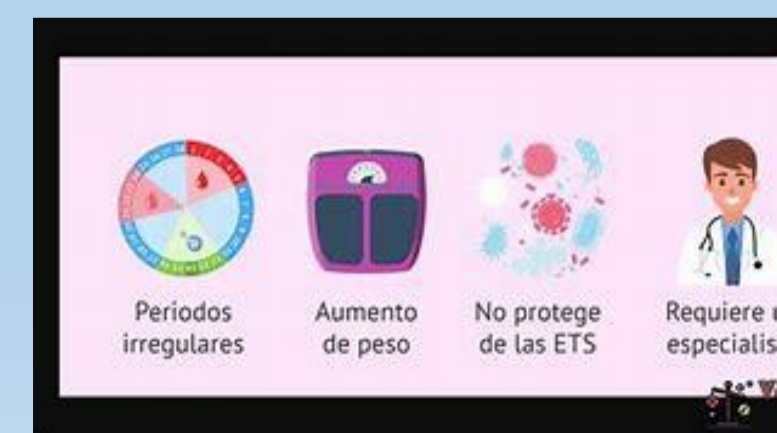 Periodos
irregulares
Aumento
de peso
No protege
de las ETS
Requiere